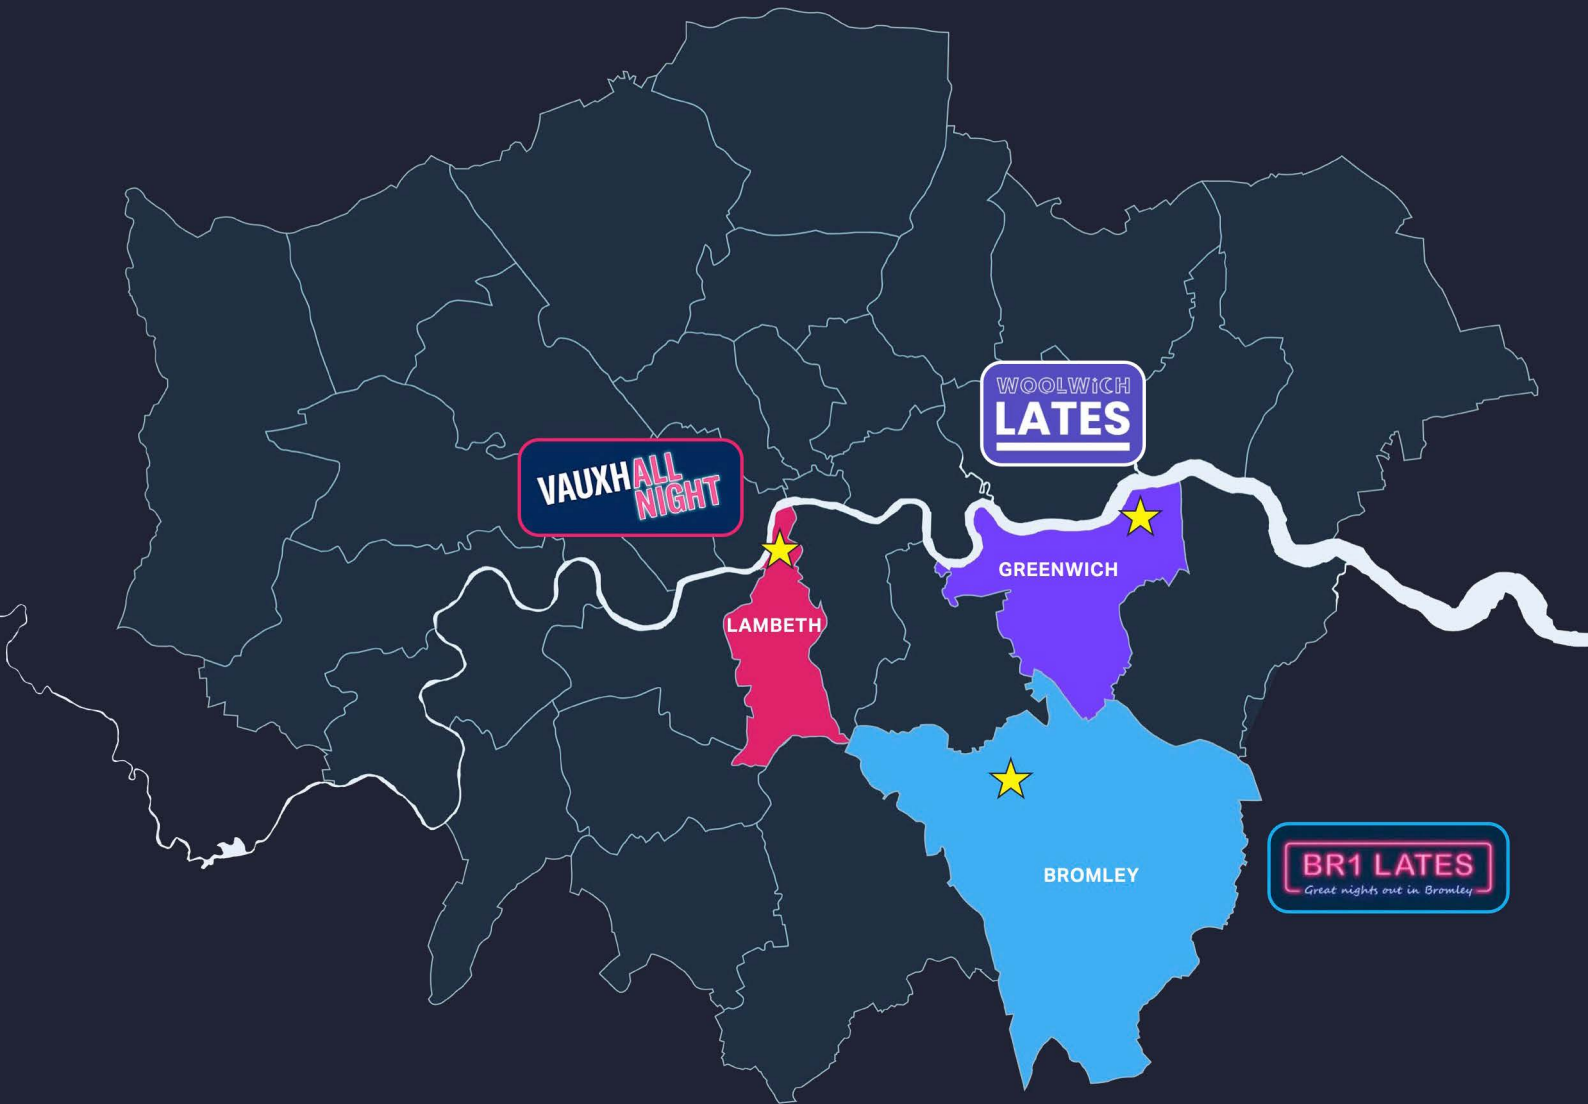 WOOLWiCH
LATES
VAUXHALL
NIGHT
GREENWICH
LAMBETH
BROMLEY
BR1 LATES
Great nights out in Bromley